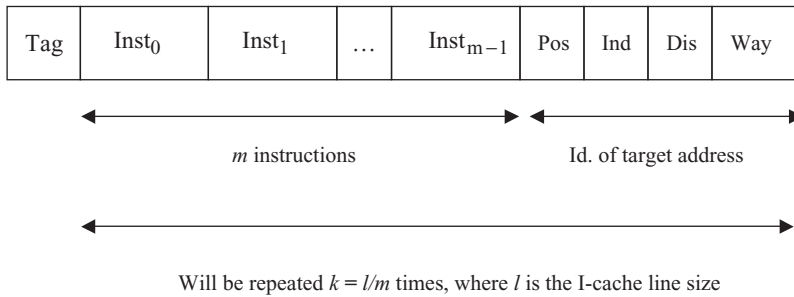 Tag Inst₀ Inst₁ … Instₘ₋₁ Pos Ind Dis Way
m instructions Id. of target address
Will be repeated k = l/m times, where l is the I-cache line size